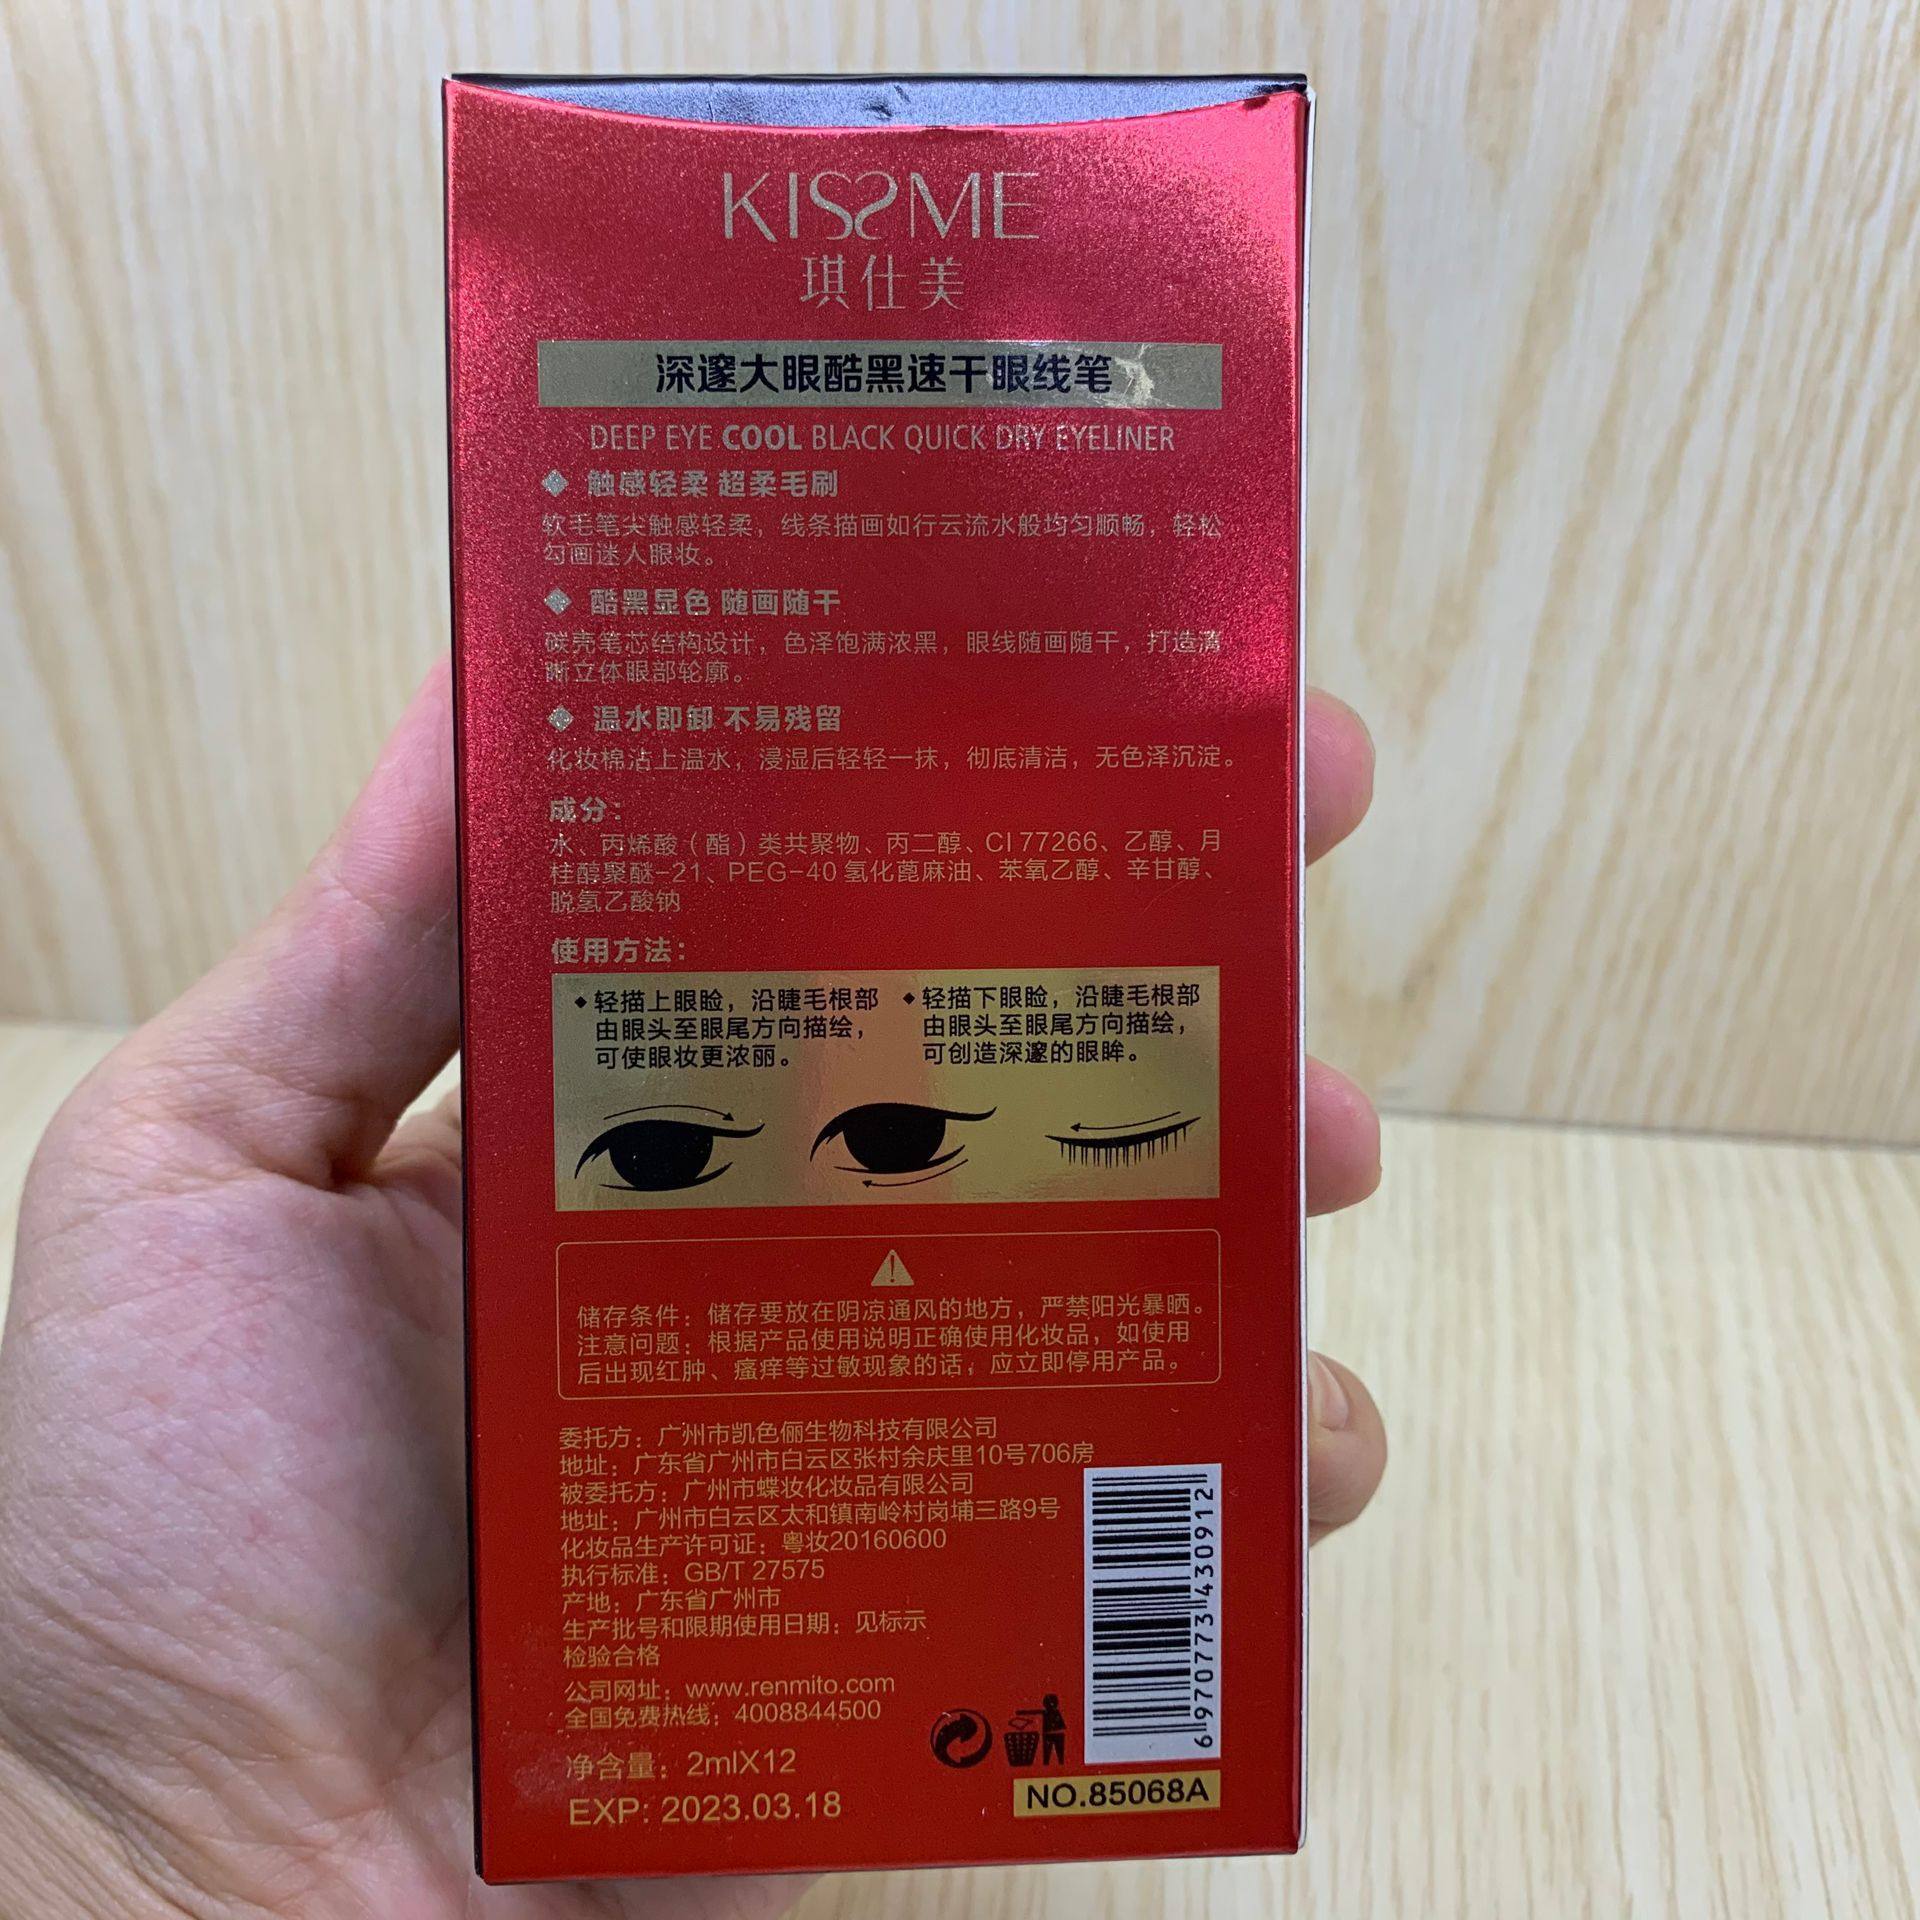 KISSME
琪仕美
深邃大眼酷黑速干眼线笔
DEEP EYE COOL BLACK QUICK DRY EYELINER
◆ 触感轻柔 超柔毛刷
软毛笔尖触感轻柔，线条描画如行云流水般均匀顺畅，轻松
勾画迷人眼妆。
◆ 酷黑显色 随画随干
碳壳笔芯结构设计，色泽饱满浓黑，眼线随画随干，打造清
晰立体眼部轮廓。
◆ 温水即卸 不易残留
化妆棉沾上温水，浸湿后轻轻一抹，彻底清洁，无色泽沉淀。
成分：
水、丙烯酸（酯）类共聚物、丙二醇、CI 77266、乙醇、月
桂醇聚醚-21、PEG-40 氢化蓖麻油、苯氧乙醇、辛甘醇、
脱氢乙酸钠
使用方法：
◆轻描上眼睑，沿睫毛根部
由眼头至眼尾方向描绘，
可使眼妆更浓丽。
◆轻描下眼睑，沿睫毛根部
由眼头至眼尾方向描绘，
可创造深邃的眼眸。
储存条件：储存要放在阴凉通风的地方，严禁阳光暴晒。
注意问题：根据产品使用说明正确使用化妆品，如使用
后出现红肿、瘙痒等过敏现象的话，应立即停用产品。
委托方：广州市凯色俪生物科技有限公司
地址：广东省广州市白云区张村余庆里10号706房
被委托方：广州市蝶妆化妆品有限公司
地址：广州市白云区太和镇南岭村岗埔三路9号
化妆品生产许可证：粤妆20160600
执行标准：GB/T 27575
产地：广东省广州市
生产批号和限期使用日期：见标示
检验合格
公司网址：www.renmito.com
全国免费热线：4008844500
净含量：2mlX12
EXP: 2023.03.18
6970773430912
NO.85068A